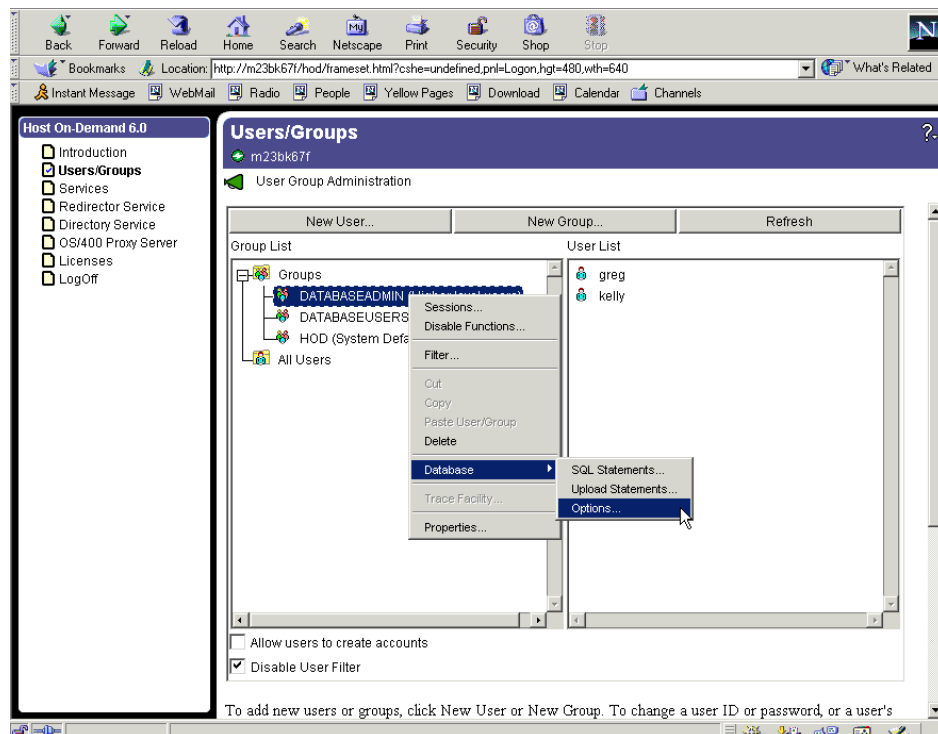 Back Forward Reload Home Search Netscape Print Security Shop Stop
My
N
Bookmarks Location: http://m23bk67f/hod/frameset.html?cshe=undefined,pnl=Logon,hgt=480,wth=640 What's Related
Instant Message WebMail Radio People Yellow Pages Download Calendar Channels
Host On-Demand 6.0
Introduction
Users/Groups
Services
Redirector Service
Directory Service
OS/400 Proxy Server
Licenses
LogOff
Users/Groups
?
m23bk67f
User Group Administration
New User... New Group... Refresh
Group List User List
Groups
DATABASEADMIN
DATABASEUSERS
HOD (System Defa
All Users
greg
kelly
Sessions...
Disable Functions...
Filter...
Cut
Copy
Paste User/Group
Delete
Database
Trace Facility...
Properties...
SQL Statements...
Upload Statements...
Options...
Allow users to create accounts
Disable User Filter
To add new users or groups, click New User or New Group. To change a user ID or password, or a user's